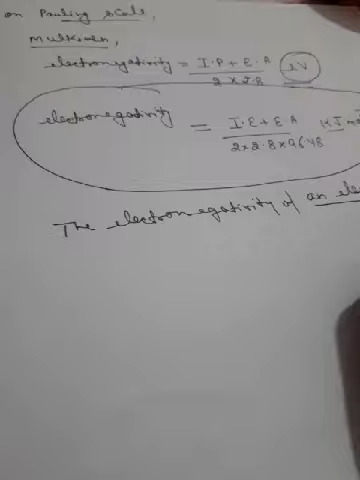 on Pauling scale,
Mulliken,
electronegativity = I.P + E.A / 2 × 2.8 eV
electronegativity = I.E + E.A / 2×2.8×96.48 KJ
The electronegativity of an